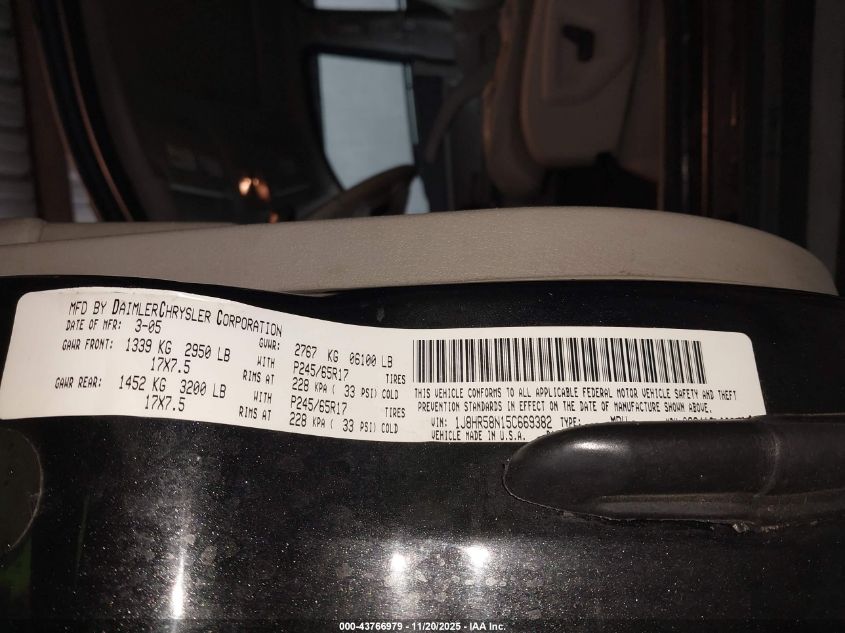 MFD BY DAIMLERCHRYSLER CORPORATION
DATE OF MFR: 3-05 GVWR: 2767 KG 06100 LB
GAWR FRONT: 1339 KG 2950 LB WITH P245/65R17 TIRES
17X7.5 RIMS AT 228 KPA ( 33 PSI) COLD
GAWR REAR: 1452 KG 3200 LB WITH P245/65R17 TIRES
17X7.5 RIMS AT 228 KPA ( 33 PSI) COLD
THIS VEHICLE CONFORMS TO ALL APPLICABLE FEDERAL MOTOR VEHICLE SAFETY AND THEFT
PREVENTION STANDARDS IN EFFECT ON THE DATE OF MANUFACTURE SHOWN ABOVE.
VIN: 1J8HR58N15C669382 TYPE:
VEHICLE MADE IN U.S.A.
000-43766979 - 11/20/2025 - IAA Inc.